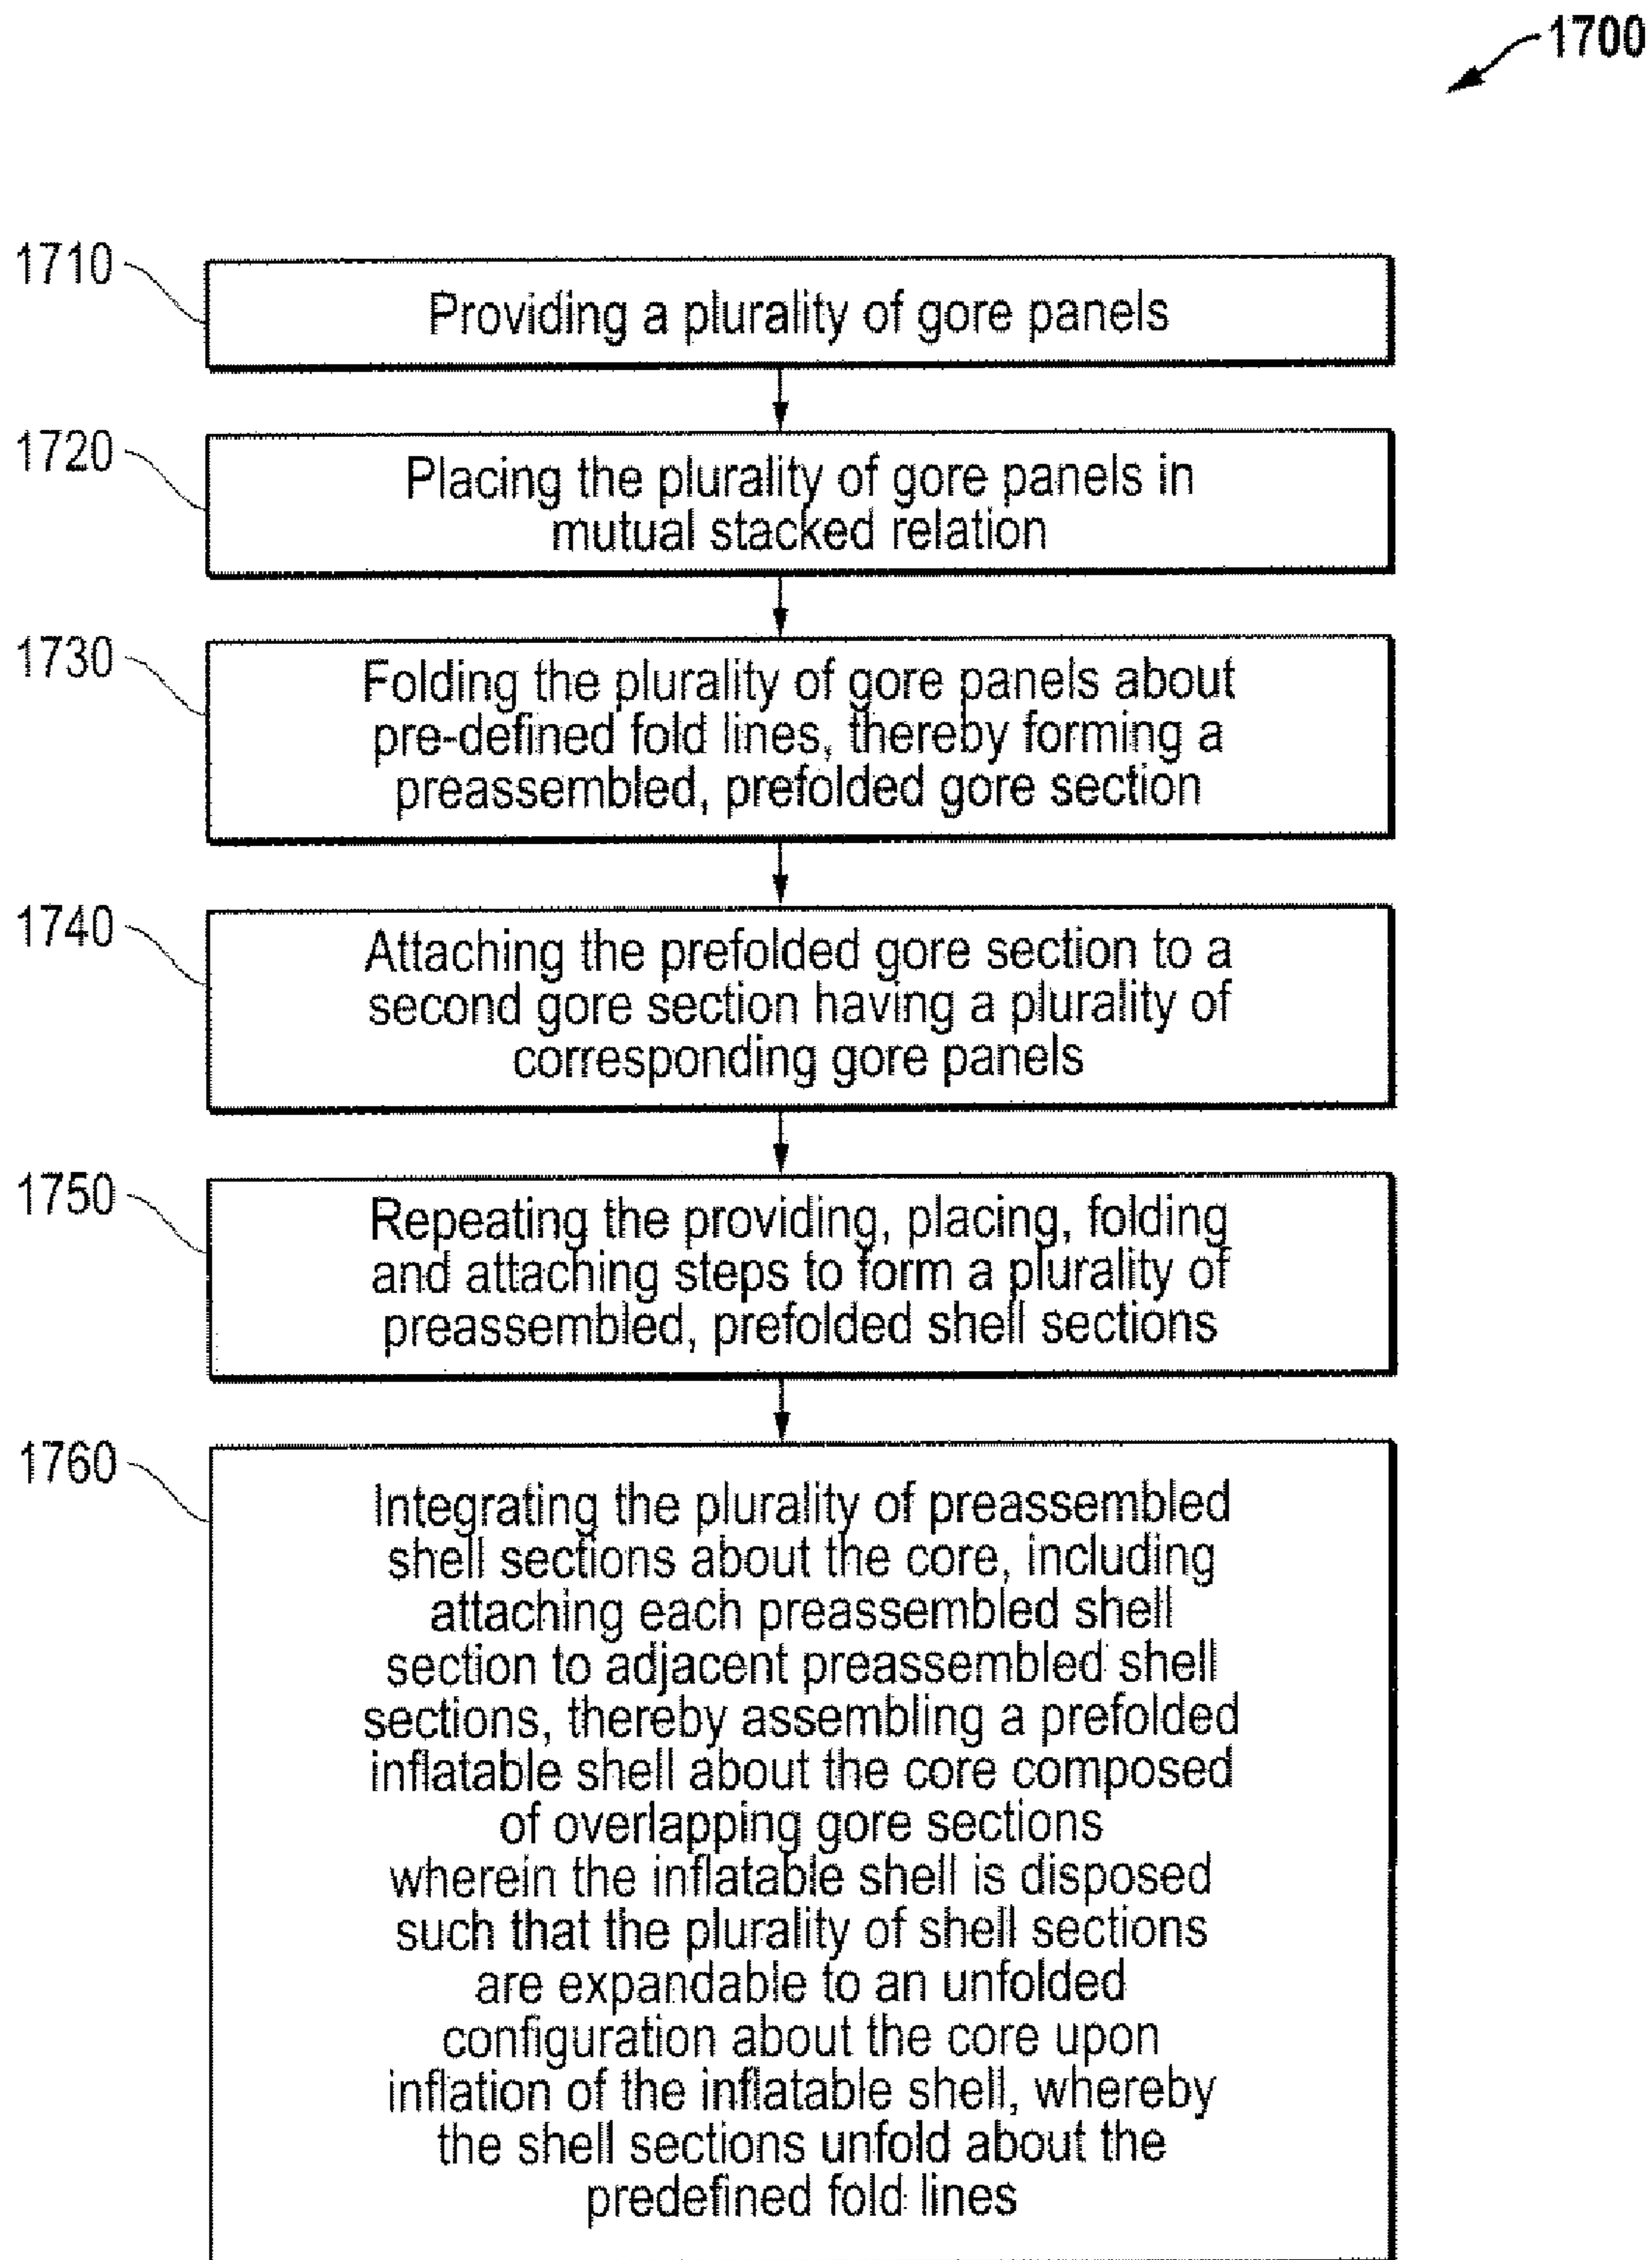 1700
1710
Providing a plurality of gore panels
1720
Placing the plurality of gore panels in
mutual stacked relation
1730
Folding the plurality of gore panels about
pre-defined fold lines, thereby forming a
preassembled, prefolded gore section
1740
Attaching the prefolded gore section to a
second gore section having a plurality of
corresponding gore panels
1750
Repeating the providing, placing, folding
and attaching steps to form a plurality of
preassembled, prefolded shell sections
1760
Integrating the plurality of preassembled
shell sections about the core, including
attaching each preassembled shell
section to adjacent preassembled shell
sections, thereby assembling a prefolded
inflatable shell about the core composed
of overlapping gore sections
wherein the inflatable shell is disposed
such that the plurality of shell sections
are expandable to an unfolded
configuration about the core upon
inflation of the inflatable shell, whereby
the shell sections unfold about the
predefined fold lines